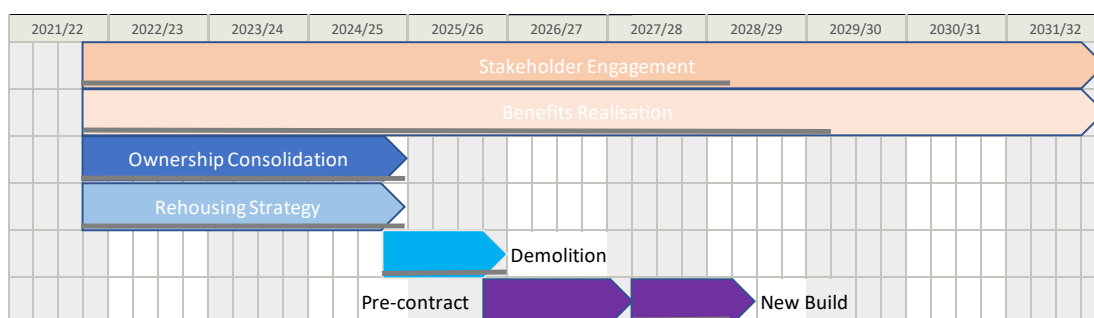 2021/22 2022/23 2023/24 2024/25 2025/26 2026/27 2027/28 2028/29 2029/30 2030/31 2031/32
Stakeholder Engagement
Benefits Realisation
Ownership Consolidation
Rehousing Strategy
Demolition
Pre-contract New Build